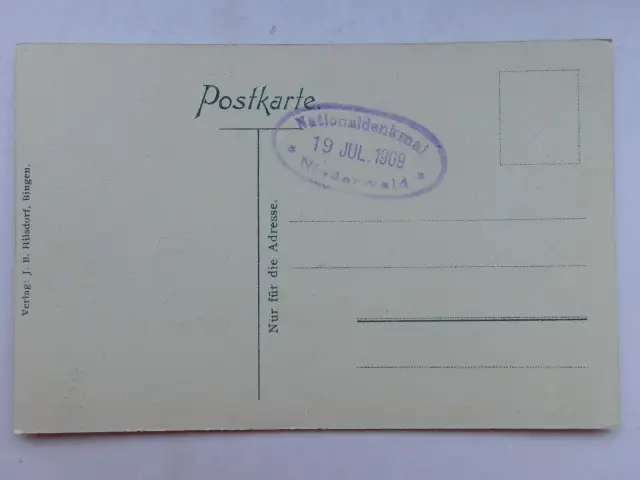 Postkarte.
Nationaldenkmal
19 JUL. 1909
* Niederwald *
Nur für die Adresse.
Verlag: J. B. Hilsdorf, Bingen.